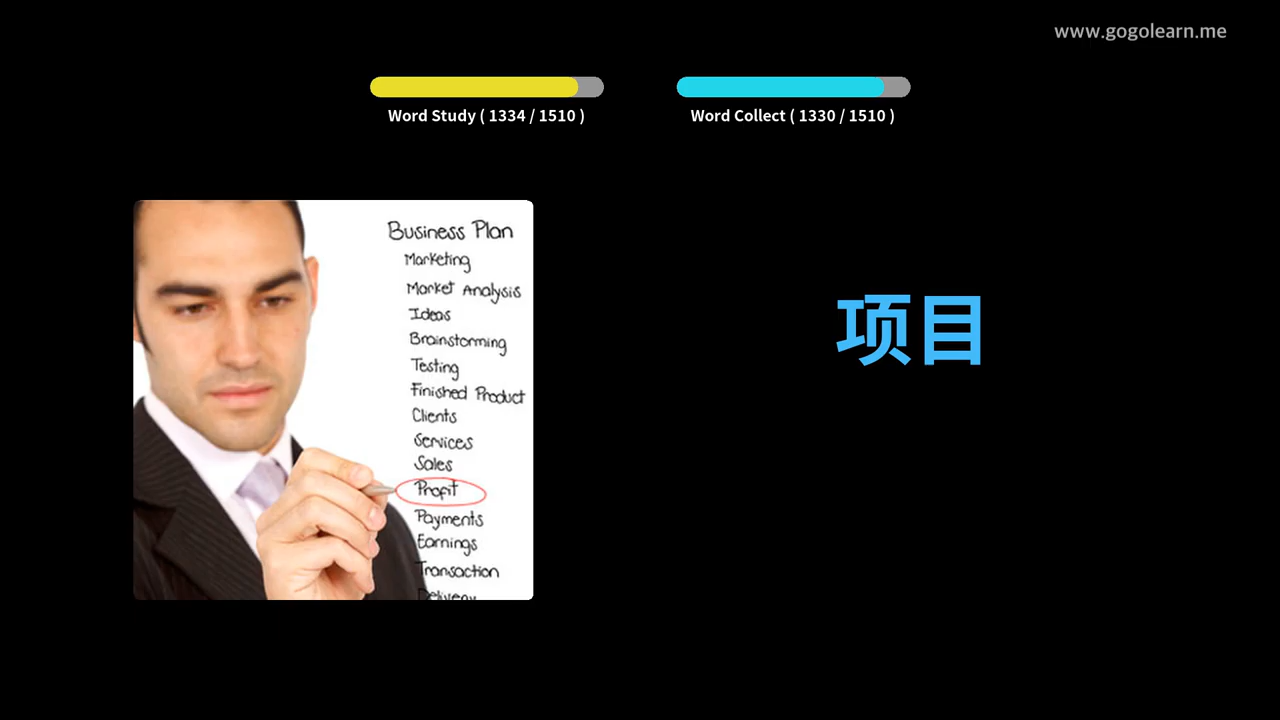 www.gogolearn.me
Word Study ( 1334 / 1510 )
Word Collect ( 1330 / 1510 )
Business Plan
Marketing
Market Analysis
Ideas
Brainstorming
Testing
Finished Product
Clients
Services
Sales
Profit
Payments
Earnings
Transaction
Delivery
项目